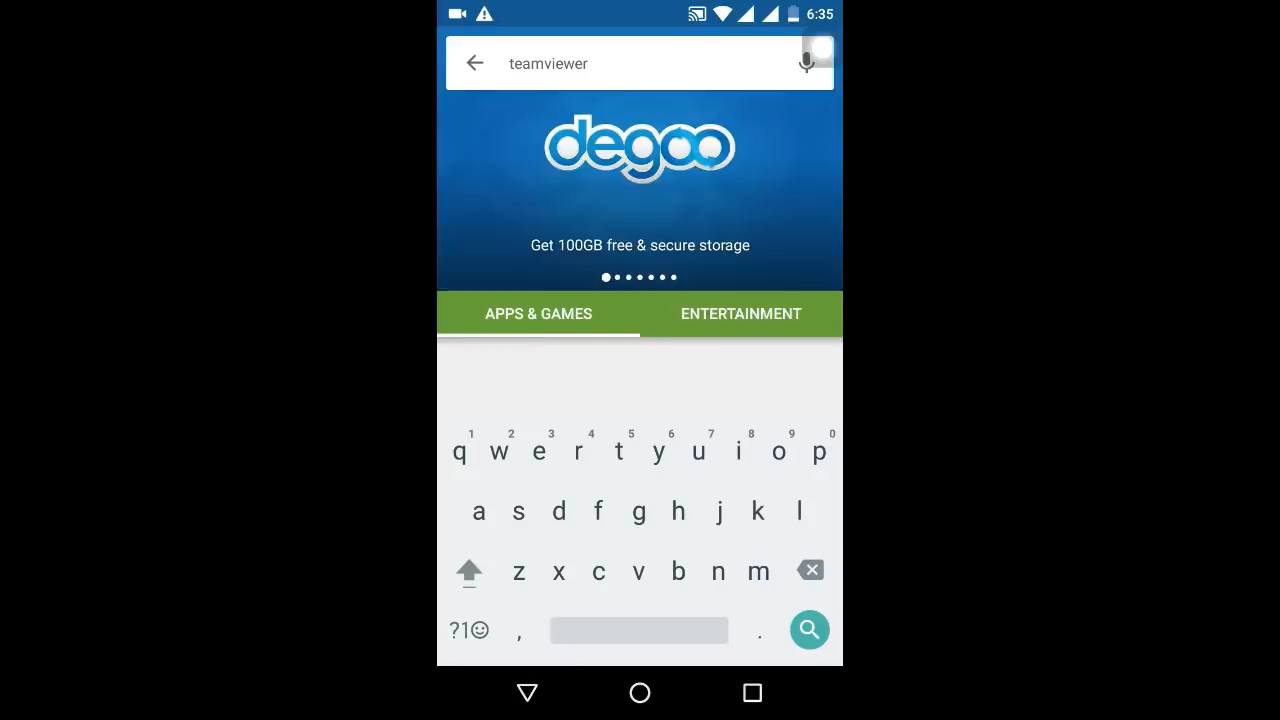 6:35
teamviewer
degoo
Get 100GB free & secure storage
APPS & GAMES ENTERTAINMENT
1 2 3 4 5 6 7 8 9 0
q w e r t y u i o p
a s d f g h j k l
z x c v b n m
?1☺ , .